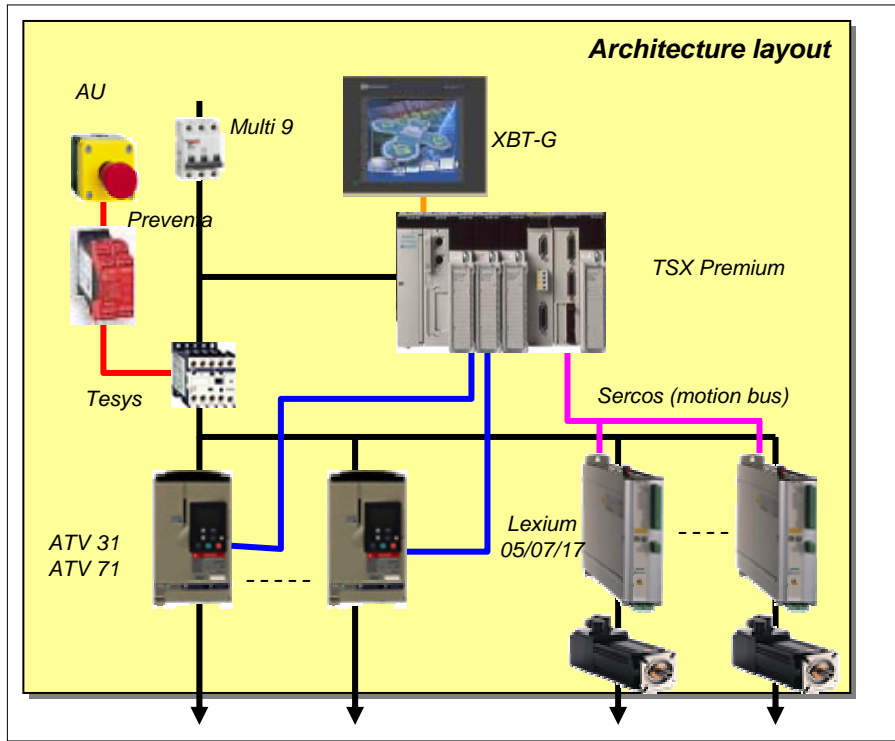 Architecture layout
AU
Multi 9
XBT-G
Preventa
TSX Premium
Tesys
Sercos (motion bus)
ATV 31
ATV 71
Lexium
05/07/17